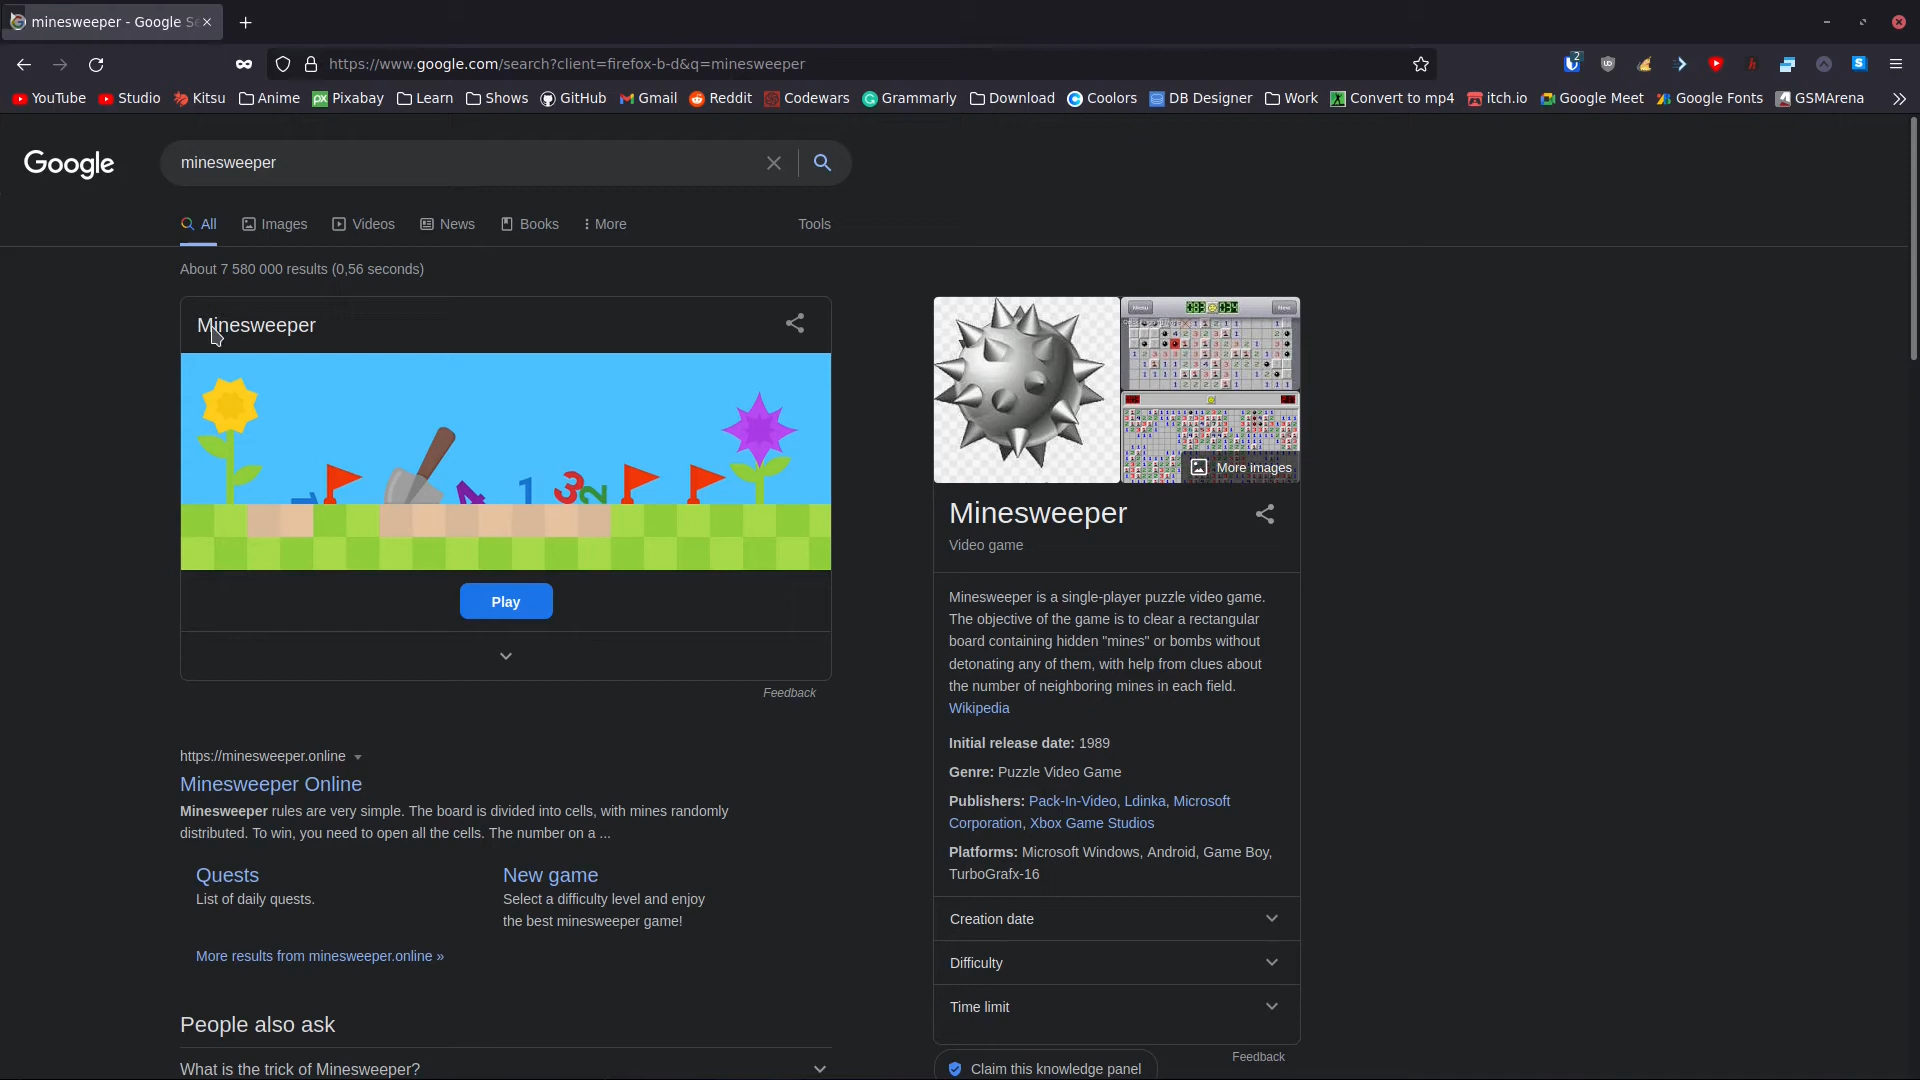 minesweeper - Google Se
https://www.google.com/search?client=firefox-b-d&q=minesweeper
2
YouTube Studio Kitsu Anime Pixabay Learn Shows GitHub Gmail Reddit Codewars Grammarly Download Coolors DB Designer Work Convert to mp4 itch.io Google Meet Google Fonts GSMArena
Google
minesweeper
All Images Videos News Books More Tools
About 7 580 000 results (0,56 seconds)
Minesweeper
4 1 3 2
Play
Feedback
https://minesweeper.online
Minesweeper Online
Minesweeper rules are very simple. The board is divided into cells, with mines randomly
distributed. To win, you need to open all the cells. The number on a ...
Quests
List of daily quests.
New game
Select a difficulty level and enjoy
the best minesweeper game!
More results from minesweeper.online »
People also ask
What is the trick of Minesweeper?
Menu
New
More images
Minesweeper
Video game
Minesweeper is a single-player puzzle video game.
The objective of the game is to clear a rectangular
board containing hidden "mines" or bombs without
detonating any of them, with help from clues about
the number of neighboring mines in each field.
Wikipedia
Initial release date: 1989
Genre: Puzzle Video Game
Publishers: Pack-In-Video, Ldinka, Microsoft
Corporation, Xbox Game Studios
Platforms: Microsoft Windows, Android, Game Boy,
TurboGrafx-16
Creation date
Difficulty
Time limit
Feedback
Claim this knowledge panel